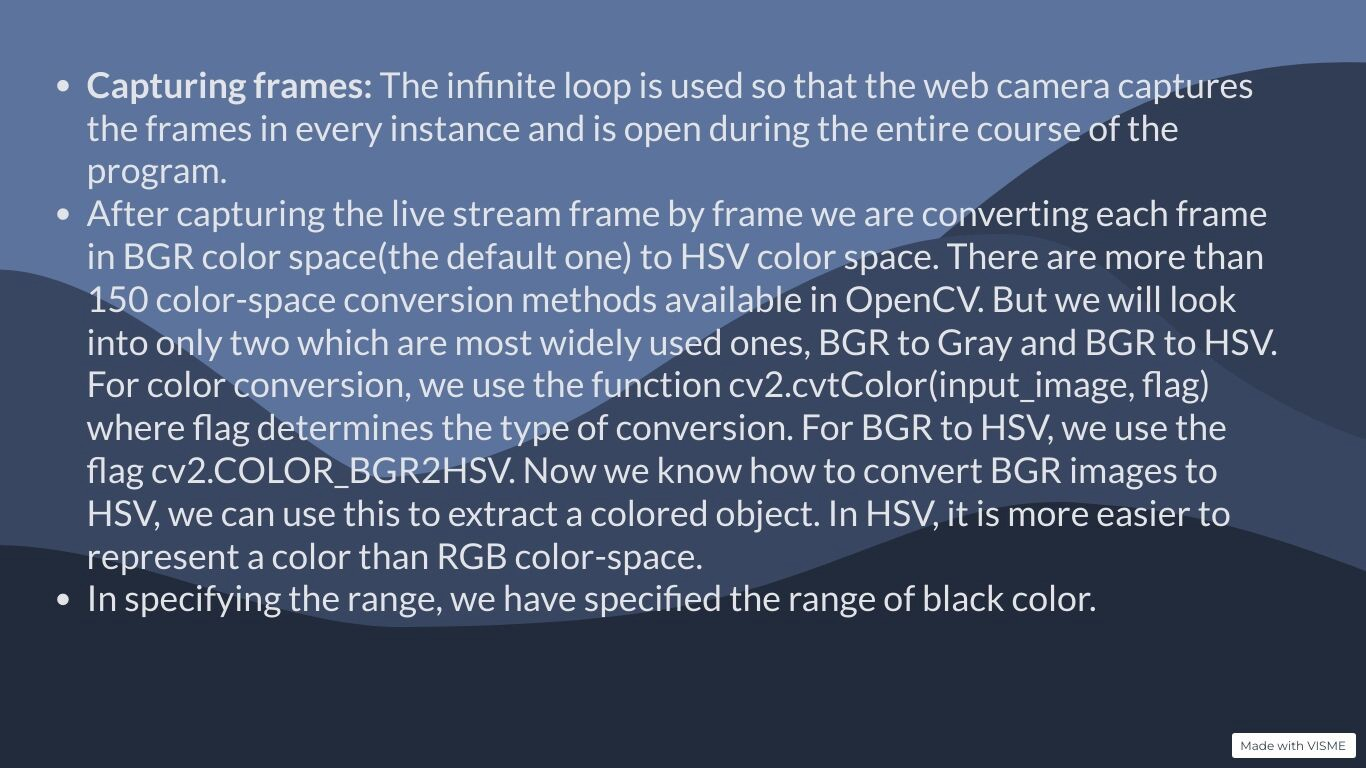 • Capturing frames: The infinite loop is used so that the web camera captures
the frames in every instance and is open during the entire course of the
program.
• After capturing the live stream frame by frame we are converting each frame
in BGR color space(the default one) to HSV color space. There are more than
150 color-space conversion methods available in OpenCV. But we will look
into only two which are most widely used ones, BGR to Gray and BGR to HSV.
For color conversion, we use the function cv2.cvtColor(input_image, flag)
where flag determines the type of conversion. For BGR to HSV, we use the
flag cv2.COLOR_BGR2HSV. Now we know how to convert BGR images to
HSV, we can use this to extract a colored object. In HSV, it is more easier to
represent a color than RGB color-space.
• In specifying the range, we have specified the range of black color.
Made with VISME